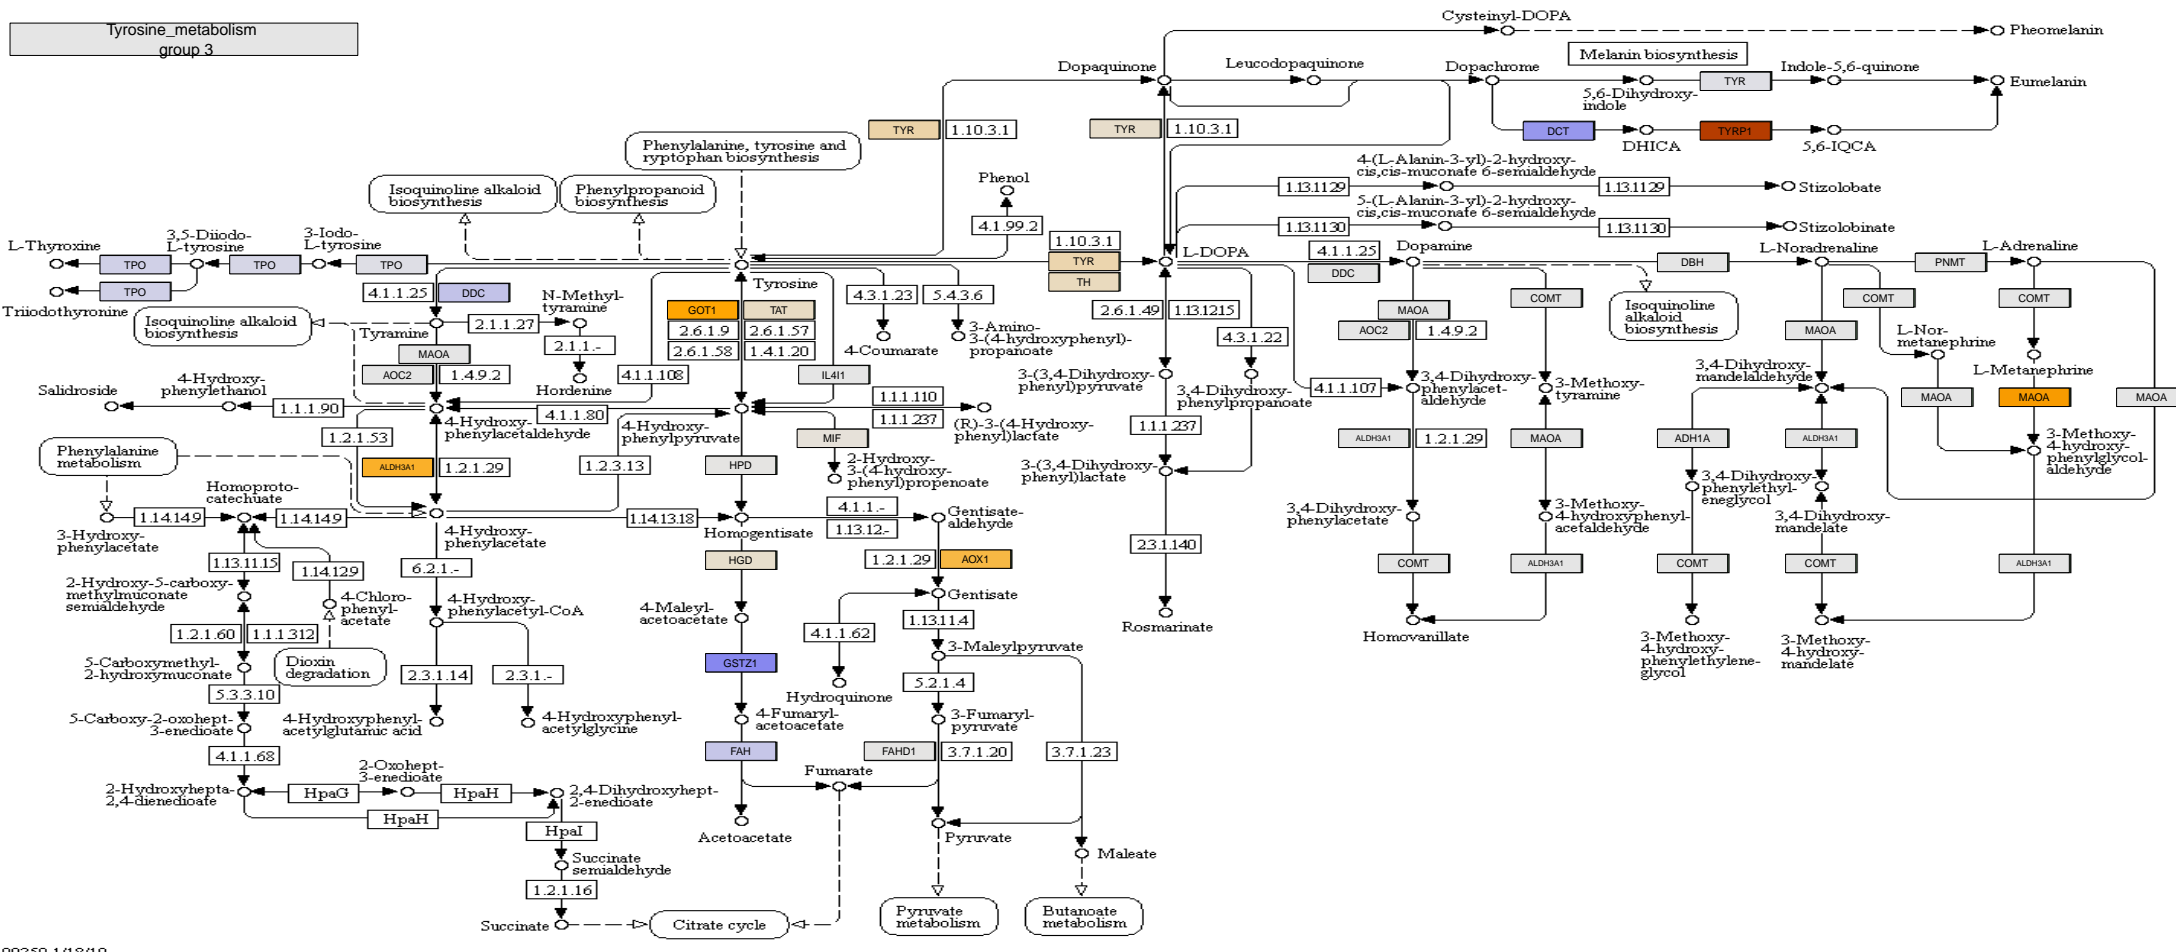 Tyrosine_metabolism
group 3
Cysteinyl-DOPA
Pheomelanin
Melanin biosynthesis
Dopaquinone
Leucodopaquinone
Dopachrome
TYR
Indole-5,6-quinone
Eumelanin
5,6-Dihydroxy-
indole
TYR
1.10.3.1
TYR
1.10.3.1
DCT
TYRP1
DHICA
5,6-IQCA
Phenylalanine, tyrosine and
ryptophan biosynthesis
Isoquinoline alkaloid
biosynthesis
Phenylpropanoid
biosynfhesis
Phenol
4.1.99.2
4-(L-Alanin-3-yl)-2-hydroxy-
cis,cis-muconafe 6-semialdehyde
1.13.1129
1.13.1129
Stizolobate
5-(L-Alanin-3-yl)-2-hydroxy-
cis,cis-muconafe 6-semialdehyde
1.13.1130
1.13.1130
Stizolobinate
L-Thyroxine
3,5-Diiodo-
L-tyrosine
3-Iodo-
L-tyrosine
TPO
TPO
TPO
TPO
Triiodothyronine
Tyrosine
1.10.3.1
TYR
TH
L-DOPA
4.1.1.25
DDC
Dopamine
DBH
L-Noradrenaline
PNMT
L-Adrenaline
4.1.1.25
DDC
N-Methyl-
tyramine
Isoquinoline alkaloid
biosynthesis
Tyramine
2.1.1.27
2.1.1.-
Hordenine
GOT1
TAT
2.6.1.9
2.6.1.57
2.6.1.58
1.4.1.20
4.3.1.23
5.4.3.6
4-Coumarate
3-Amino-
3-(4-hydroxyphenyl)-
propanoate
2.6.1.49
1.13.1215
4.3.1.22
MAOA
AOC2
1.4.9.2
COMT
Isoquinoline
alkaloid
biosynthesis
COMT
COMT
MAOA
L-Nor-
metanephrine
L-Metanephrine
MAOA
AOC2
1.4.9.2
4.1.1.108
IL4I1
Salidroside
4-Hydroxy-
phenylethanol
1.1.1.90
4-Hydroxy-
phenylacetaldehyde
4.1.1.80
4-Hydroxy-
phenylpyruvate
1.1.1.110
1.1.1.237
(R)-3-(4-Hydroxy-
phenyl)lactate
3-(3,4-Dihydroxy-
phenyl)pyruvate
3,4-Dihydroxy-
phenylpropanoate
4.1.1.107
3,4-Dihydroxy-
phenylacet-
aldehyde
3-Methoxy-
tyramine
3,4-Dihydroxy-
mandelaldehyde
MAOA
MAOA
MAOA
1.2.1.53
Phenylalanine
metabolism
ALDH3A1
1.2.1.29
1.2.3.13
MIF
HPD
2-Hydroxy-
3-(4-hydroxy-
phenyl)propenoate
1.1.1.237
3-(3,4-Dihydroxy-
phenyl)lactate
ALDH3A1
1.2.1.29
MAOA
ADH1A
ALDH3A1
3-Methoxy-
4-hydroxy-
phenylglycol-
aldehyde
3,4-Dihydroxy-
phenylethyl-
eneglycol
Homoproto-
catechuate
1.14.14.9
1.14.14.9
3-Hydroxy-
phenylacetate
4-Hydroxy-
phenylacetate
1.14.13.18
Homogentisate
4.1.1.-
1.13.12.-
Gentisate-
aldehyde
3,4-Dihydroxy-
phenylacetate
3-Methoxy-
4-hydroxyphenyl-
acetaldehyde
3,4-Dihydroxy-
mandelate
1.13.11.15
1.14.12.9
6.2.1.-
HGD
1.2.1.29
AOX1
2.3.1.140
COMT
ALDH3A1
COMT
COMT
ALDH3A1
2-Hydroxy-5-carboxy-
methylmuconate
semialdehyde
4-Chloro-
phenyl-
acetate
4-Hydroxy-
phenylacetyl-CoA
4-Maleyl-
acetoacetate
Gentisate
1.2.1.60
1.1.1.312
4.1.1.62
1.13.11.4
Rosmarinate
Homovanillate
3-Methoxy-
4-hydroxy-
phenylethylene-
glycol
3-Methoxy-
4-hydroxy-
mandelate
5-Carboxymethyl-
2-hydroxymuconate
Dioxin
degradation
2.3.1.14
2.3.1.-
GSTZ1
3-Maleylpyruvate
Hydroquinone
5.2.1.4
5.3.3.10
5-Carboxy-2-oxohept-
3-enedioate
4-Hydroxyphenyl-
acetylglutamic acid
4-Hydroxyphenyl-
acetylglycine
4-Fumaryl-
acetoacefate
3-Fumaryl-
pyruvate
4.1.1.68
FAH
FAHD1
3.7.1.20
3.7.1.23
2-Oxohept-
3-enedioate
Fumarate
2-Hydroxyhepta-
2,4-dienedioafe
HpaG
HpaH
2,4-Dihydroxyhept-
2-enedioate
HpaH
HpaI
Acetoacetate
Pyruvate
Maleate
Succinate
semialdehyde
1.2.1.16
Succinate
Citrate cycle
Pyruvate
metabolism
Butanoate
metabolism